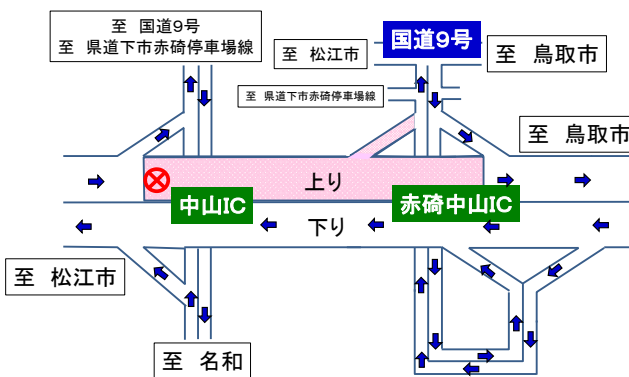 至 国道9号
至 県道下市赤碕停車場線
国道9号
至 松江市
至 鳥取市
至 県道下市赤碕停車場線
至 鳥取市
上り
中山IC
赤碕中山IC
下り
至 松江市
至 名和